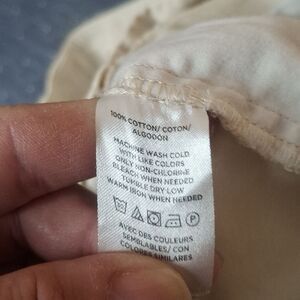 100% COTTON/ COTON/
ALGODÓN
MACHINE WASH COLD
WITH LIKE COLORS
ONLY NON-CHLORINE
BLEACH WHEN NEEDED
TUMBLE DRY LOW
WARM IRON WHEN NEEDED
AVEC DES COULEURS
SEMBLABLES/ CON
COLORES SIMILARES